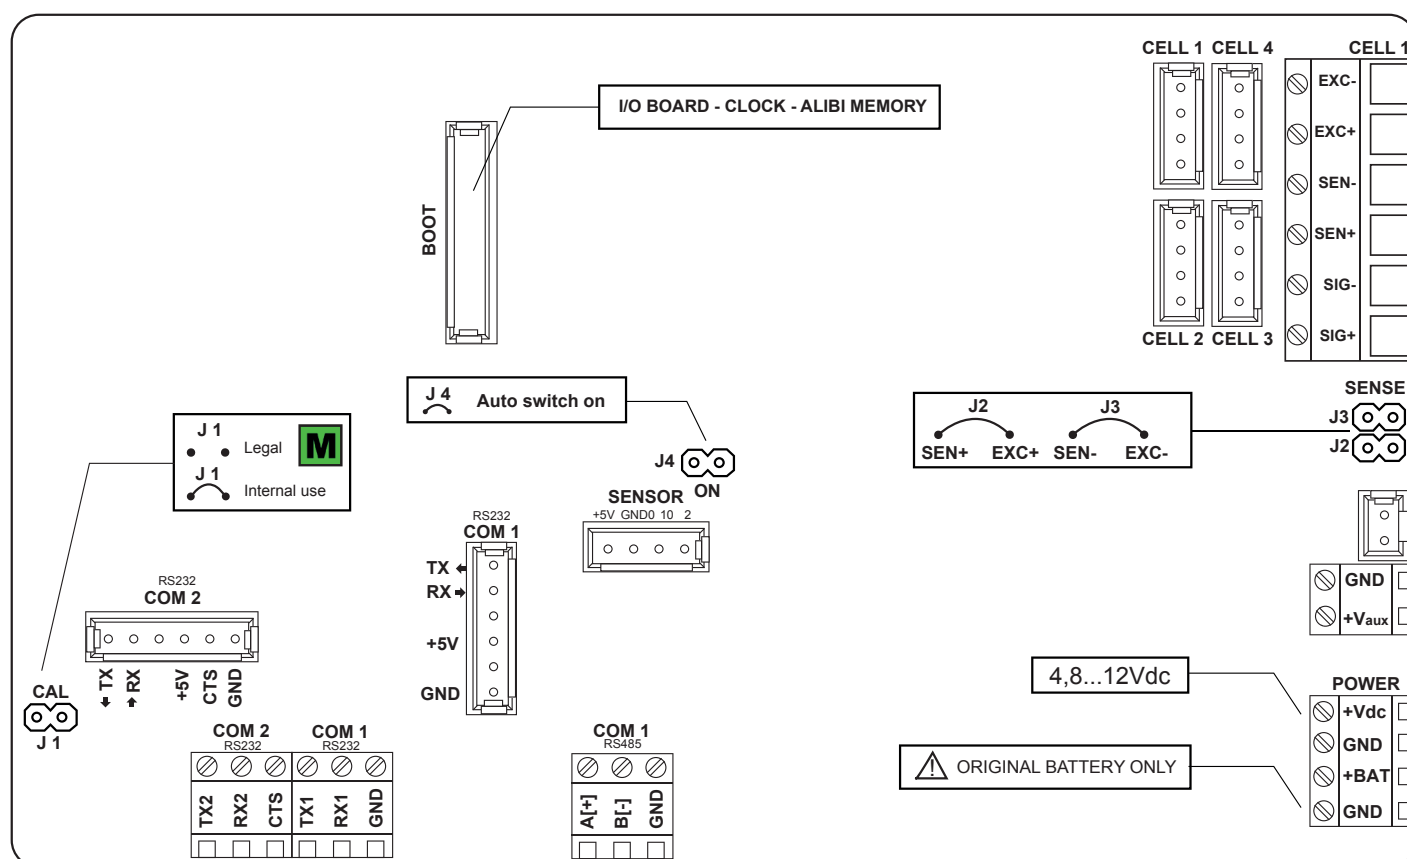 CELL 1 CELL 4
CELL 1
I/O BOARD - CLOCK - ALIBI MEMORY
BOOT
EXC-
EXC+
SEN-
SEN+
SIG-
SIG+
CELL 2 CELL 3
J 4 Auto switch on
J 1 Legal M
J 1 Internal use
J4
ON
J2 J3
SEN+ EXC+ SEN- EXC-
SENSE
J3
J2
SENSOR
+5V GND0 10 2
RS232
COM 1
TX
RX
+5V
GND
RS232
COM 2
TX
RX
+5V
CTS
GND
CAL
J 1
GND
+Vaux
4,8...12Vdc
POWER
+Vdc
GND
+BAT
GND
ORIGINAL BATTERY ONLY
COM 2 COM 1
RS232 RS232
TX2
RX2
CTS
TX1
RX1
GND
COM 1
RS485
A[+]
B[-]
GND